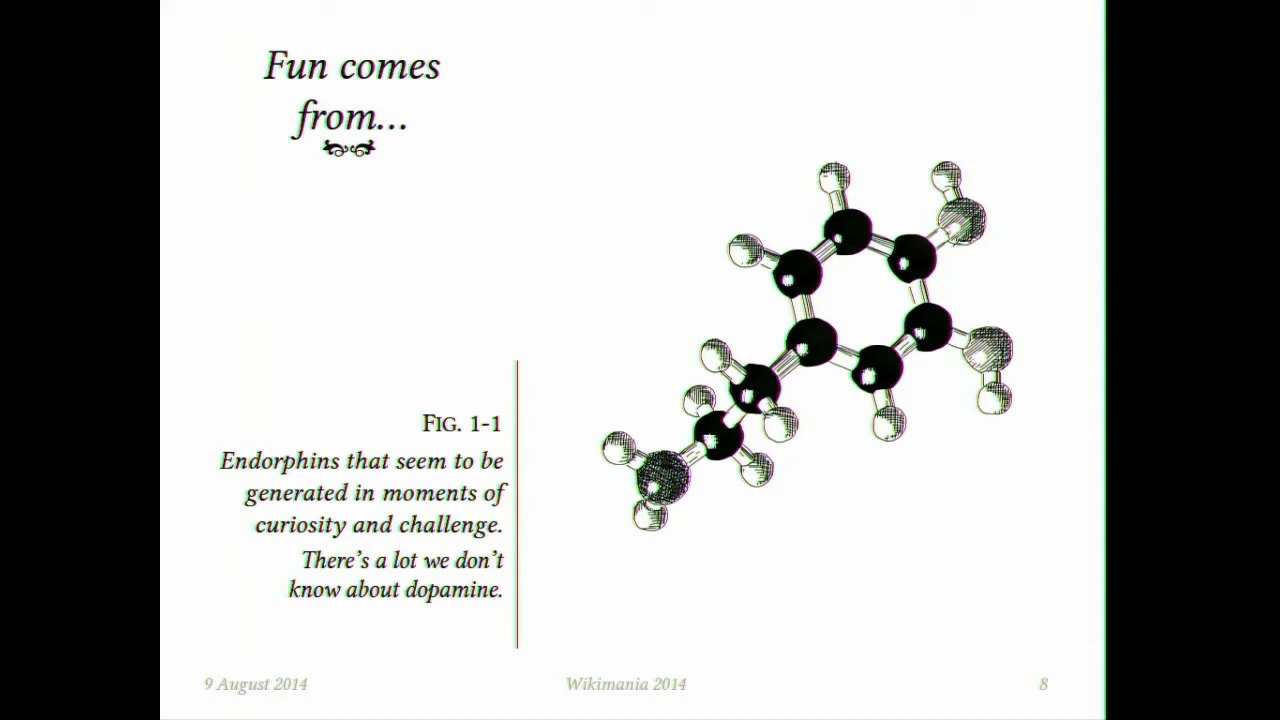 Fun comes
from...
FIG. 1-1
Endorphins that seem to be
generated in moments of
curiosity and challenge.
There's a lot we don't
know about dopamine.
9 August 2014
Wikimania 2014
8